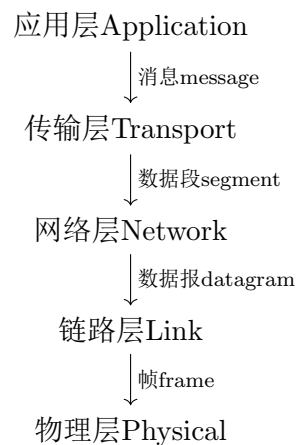 应用层Application
消息message
传输层Transport
数据段segment
网络层Network
数据报datagram
链路层Link
帧frame
物理层Physical